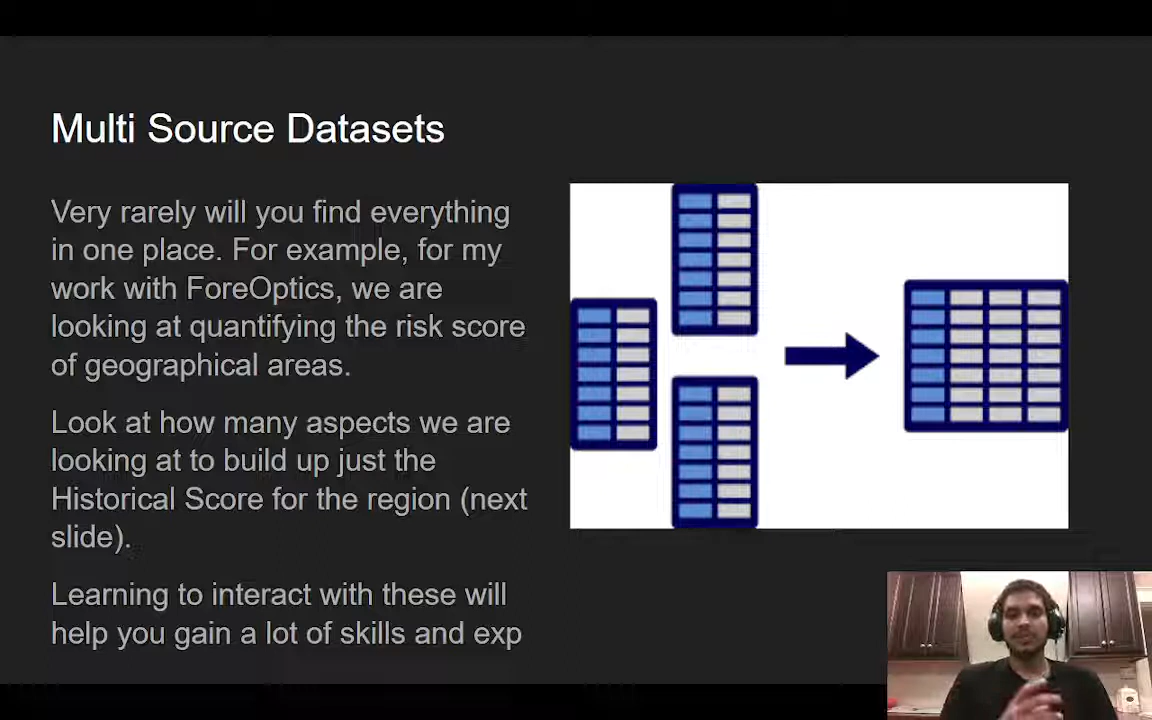 Multi Source Datasets
Very rarely will you find everything
in one place. For example, for my
work with ForeOptics, we are
looking at quantifying the risk score
of geographical areas.
Look at how many aspects we are
looking at to build up just the
Historical Score for the region (next
slide).
Learning to interact with these will
help you gain a lot of skills and exp